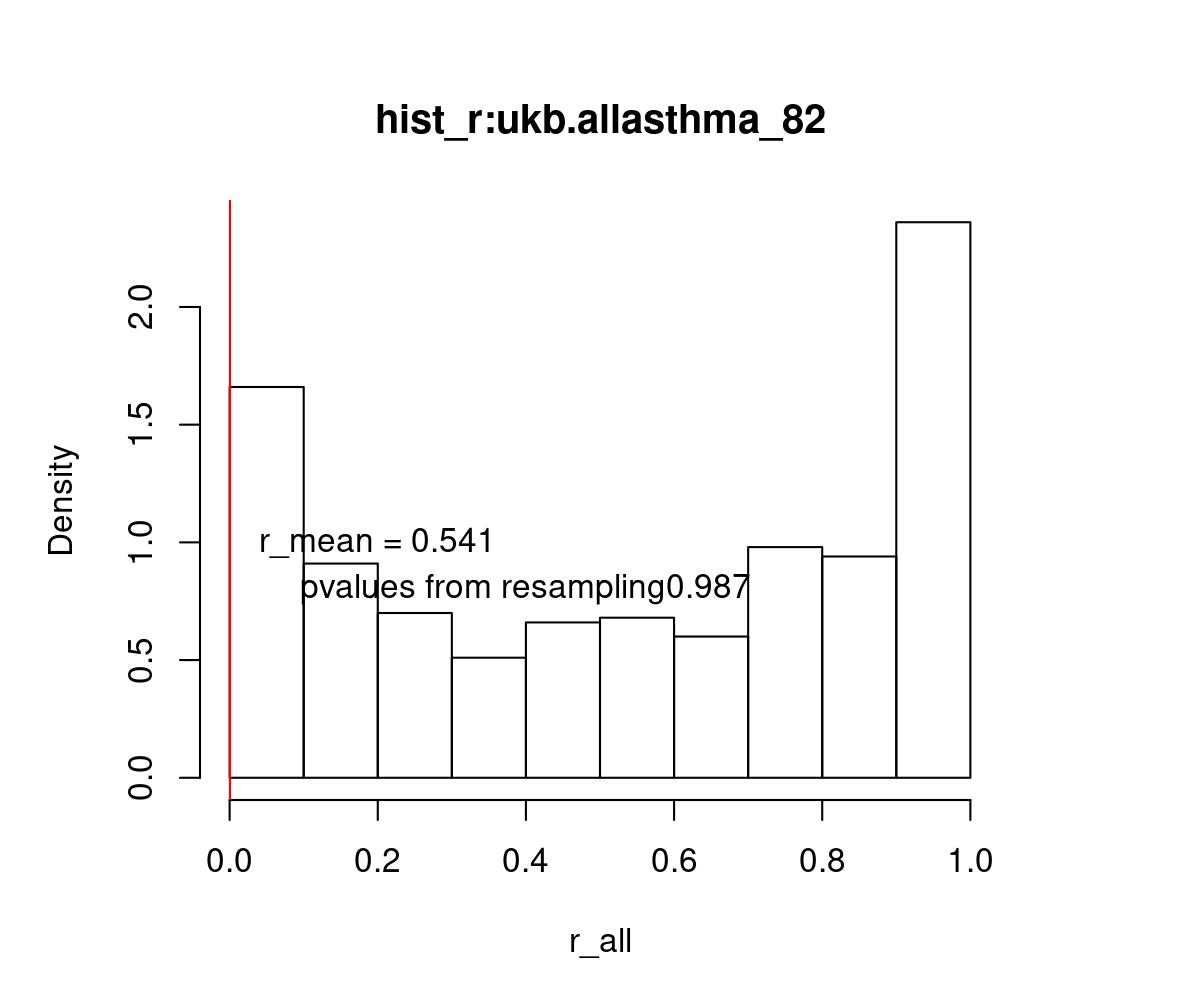 hist_r:ukb.allasthma_82
Density
2.0
1.5
1.0
0.5
0.0
r_mean = 0.541
pvalues from resampling0.987
0.0 0.2 0.4 0.6 0.8 1.0
r_all